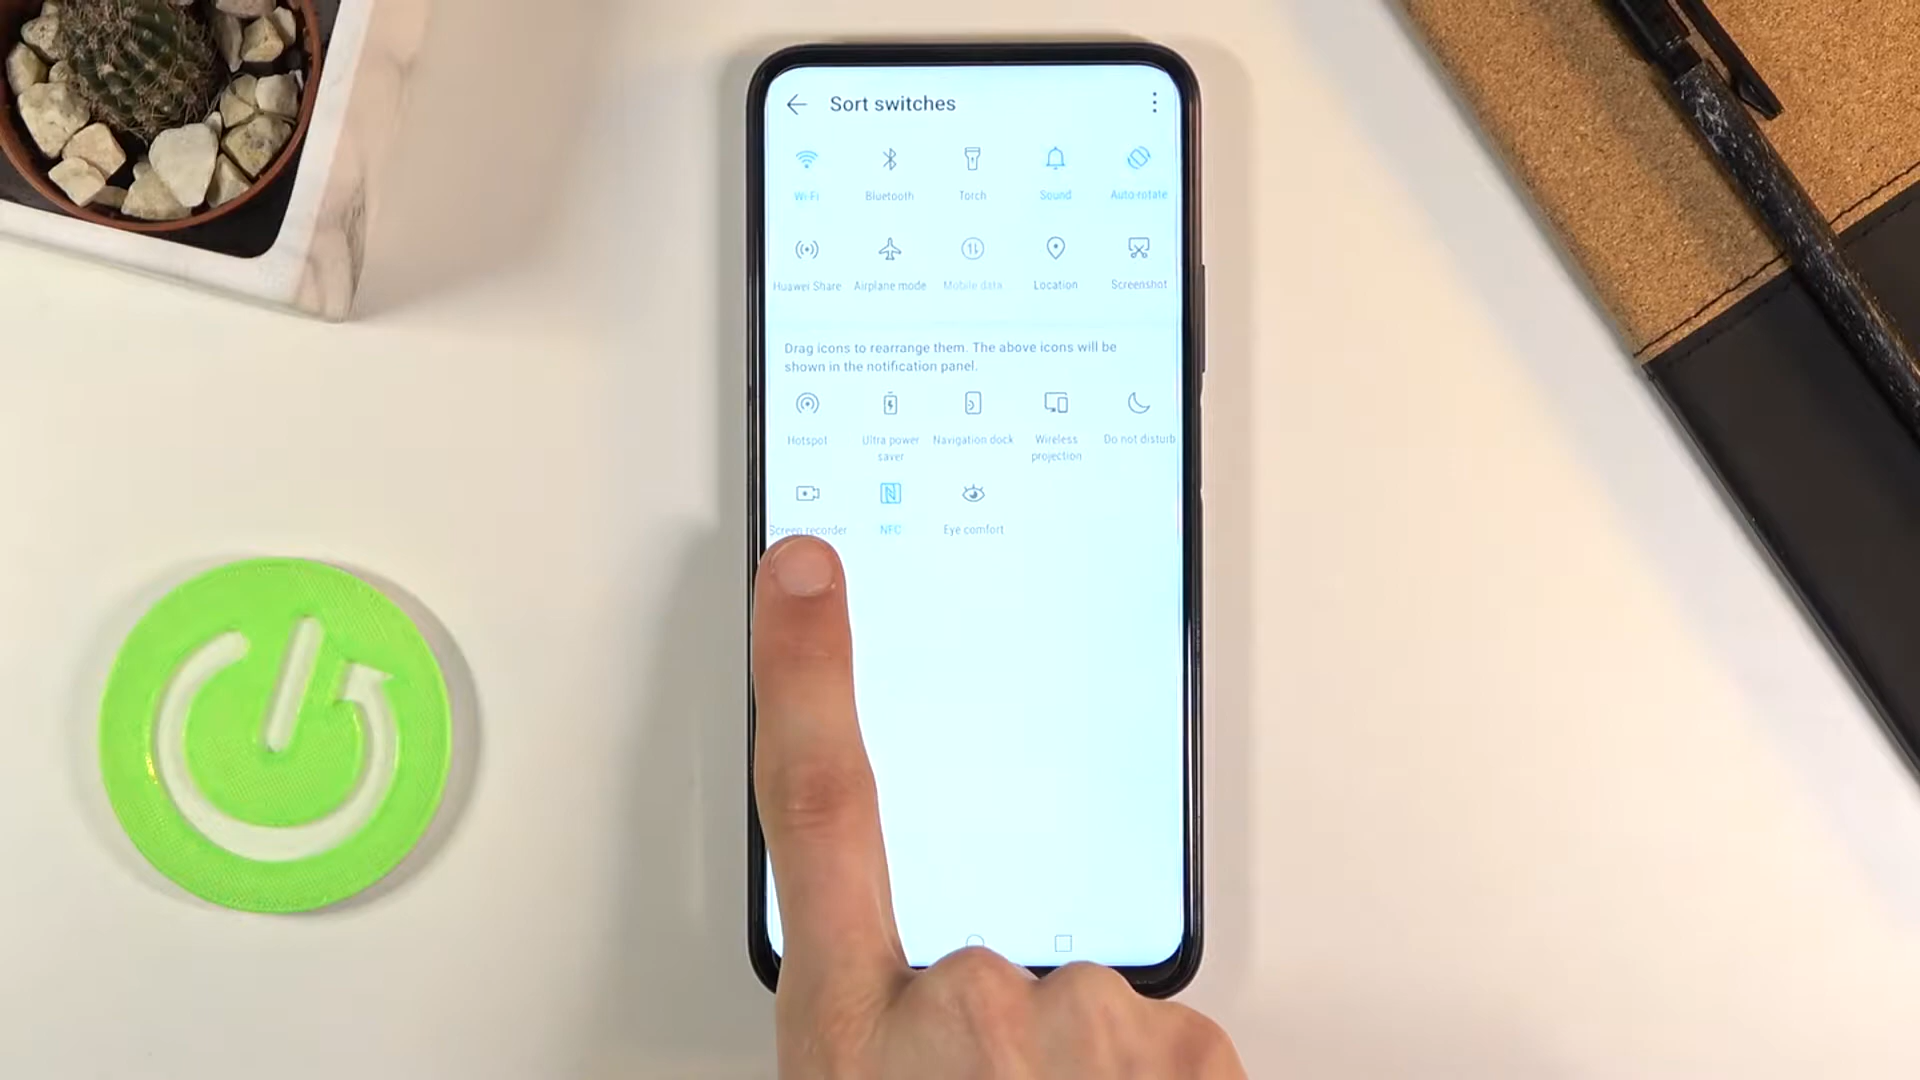 Sort switches
Wi-Fi Bluetooth Torch Sound Auto-rotate
Huawei Share Airplane mode Mobile data Location Screenshot
Drag icons to rearrange them. The above icons will be
shown in the notification panel.
Hotspot Ultra power saver Navigation dock Wireless projection Do not disturb
Screen recorder NFC Eye comfort